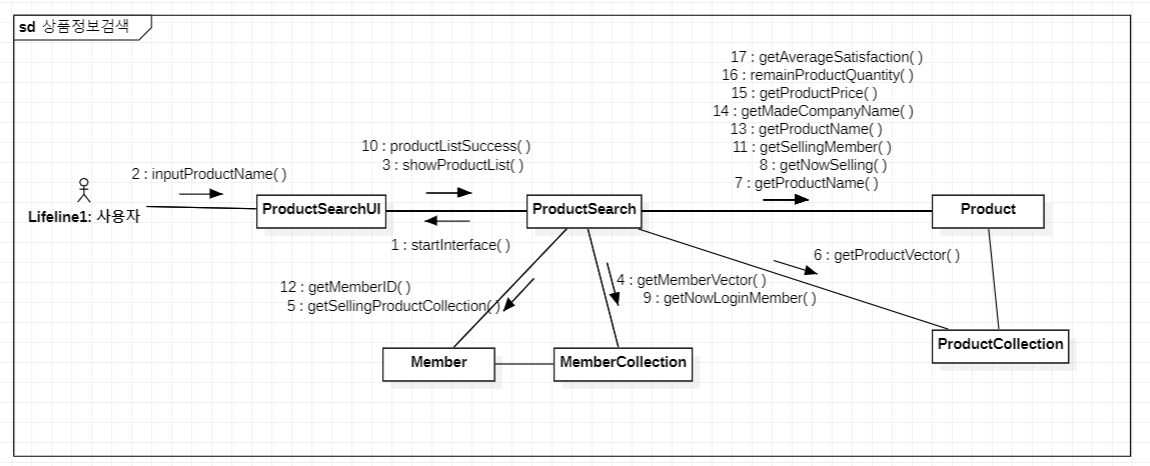 sd 상품정보검색
17 : getAverageSatisfaction( )
16 : remainProductQuantity( )
15 : getProductPrice( )
14 : getMadeCompanyName( )
13 : getProductName( )
11 : getSellingMember( )
8 : getNowSelling( )
7 : getProductName( )
10 : productListSuccess( )
3 : showProductList( )
2 : inputProductName( )
Lifeline1: 사용자
ProductSearchUI
ProductSearch
Product
1 : startInterface( )
6 : getProductVector( )
12 : getMemberID( )
5 : getSellingProductCollection( )
4 : getMemberVector( )
9 : getNowLoginMember( )
Member
MemberCollection
ProductCollection